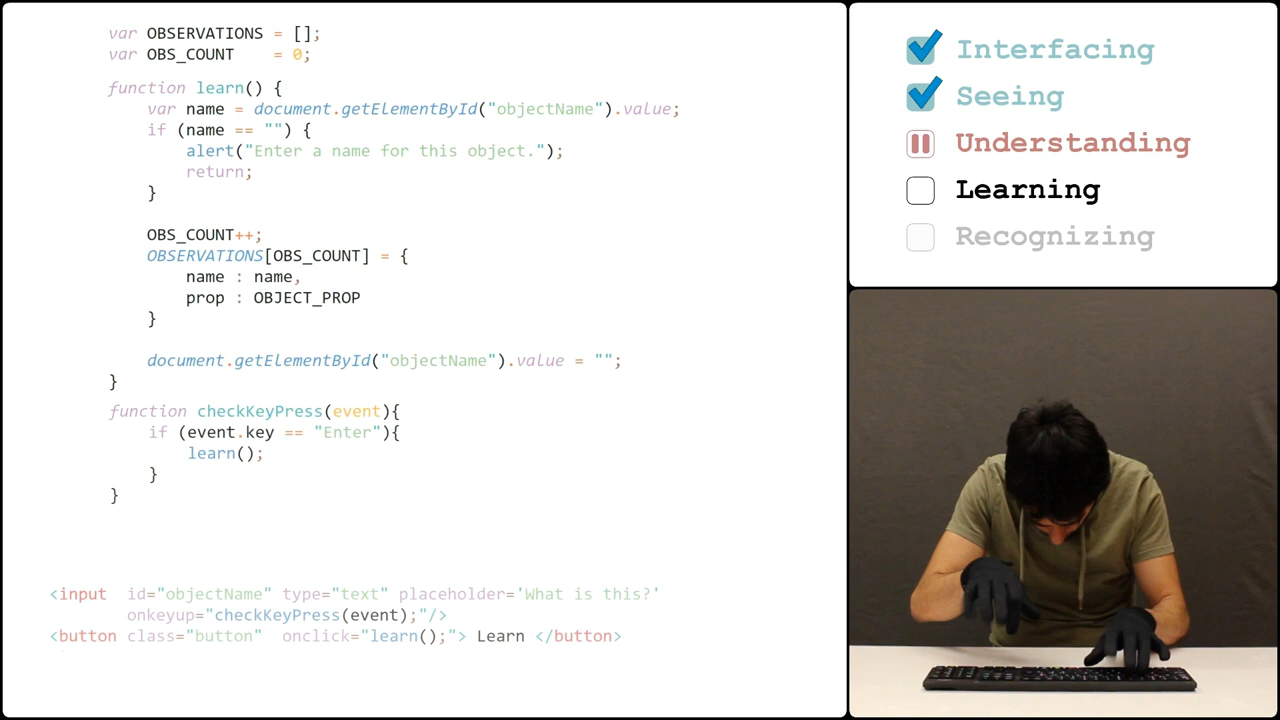 var OBSERVATIONS = [];
var OBS_COUNT    = 0;
function learn() {
    var name = document.getElementById("objectName").value;
    if (name == "") {
        alert("Enter a name for this object.");
        return;
    }
    OBS_COUNT++;
    OBSERVATIONS[OBS_COUNT] = {
        name : name,
        prop : OBJECT_PROP
    }
    document.getElementById("objectName").value = "";
}
function checkKeyPress(event){
    if (event.key == "Enter"){
        learn();
    }
}
<input  id="objectName" type="text" placeholder='What is this?'
        onkeyup="checkKeyPress(event);"/>
<button class="button"  onclick="learn();"> Learn </button>
Interfacing
Seeing
Understanding
Learning
Recognizing